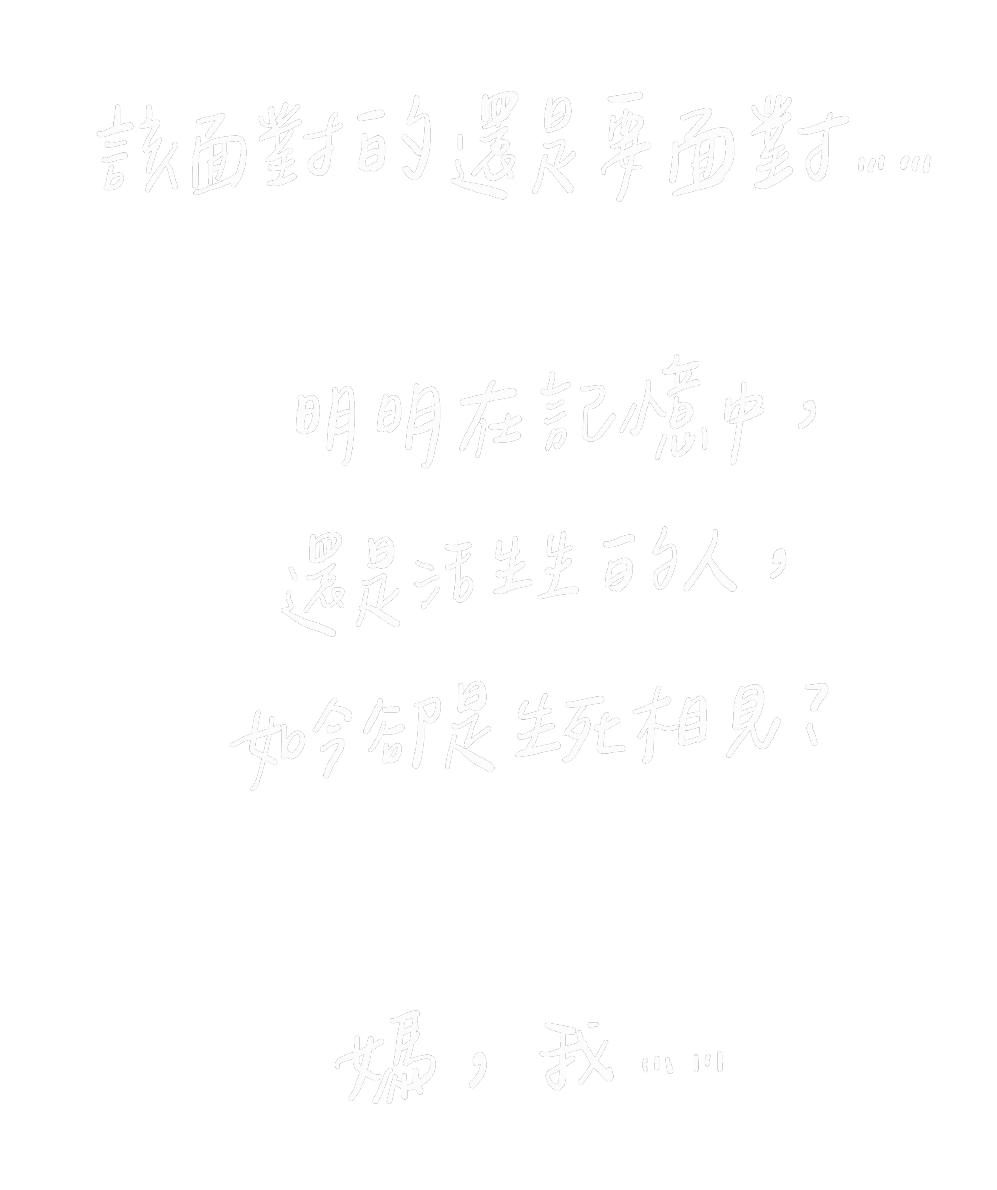 該面對的還是要面對……
明明在記憶中，
還是活生生的人，
如今卻是生死相見？
媽，我……